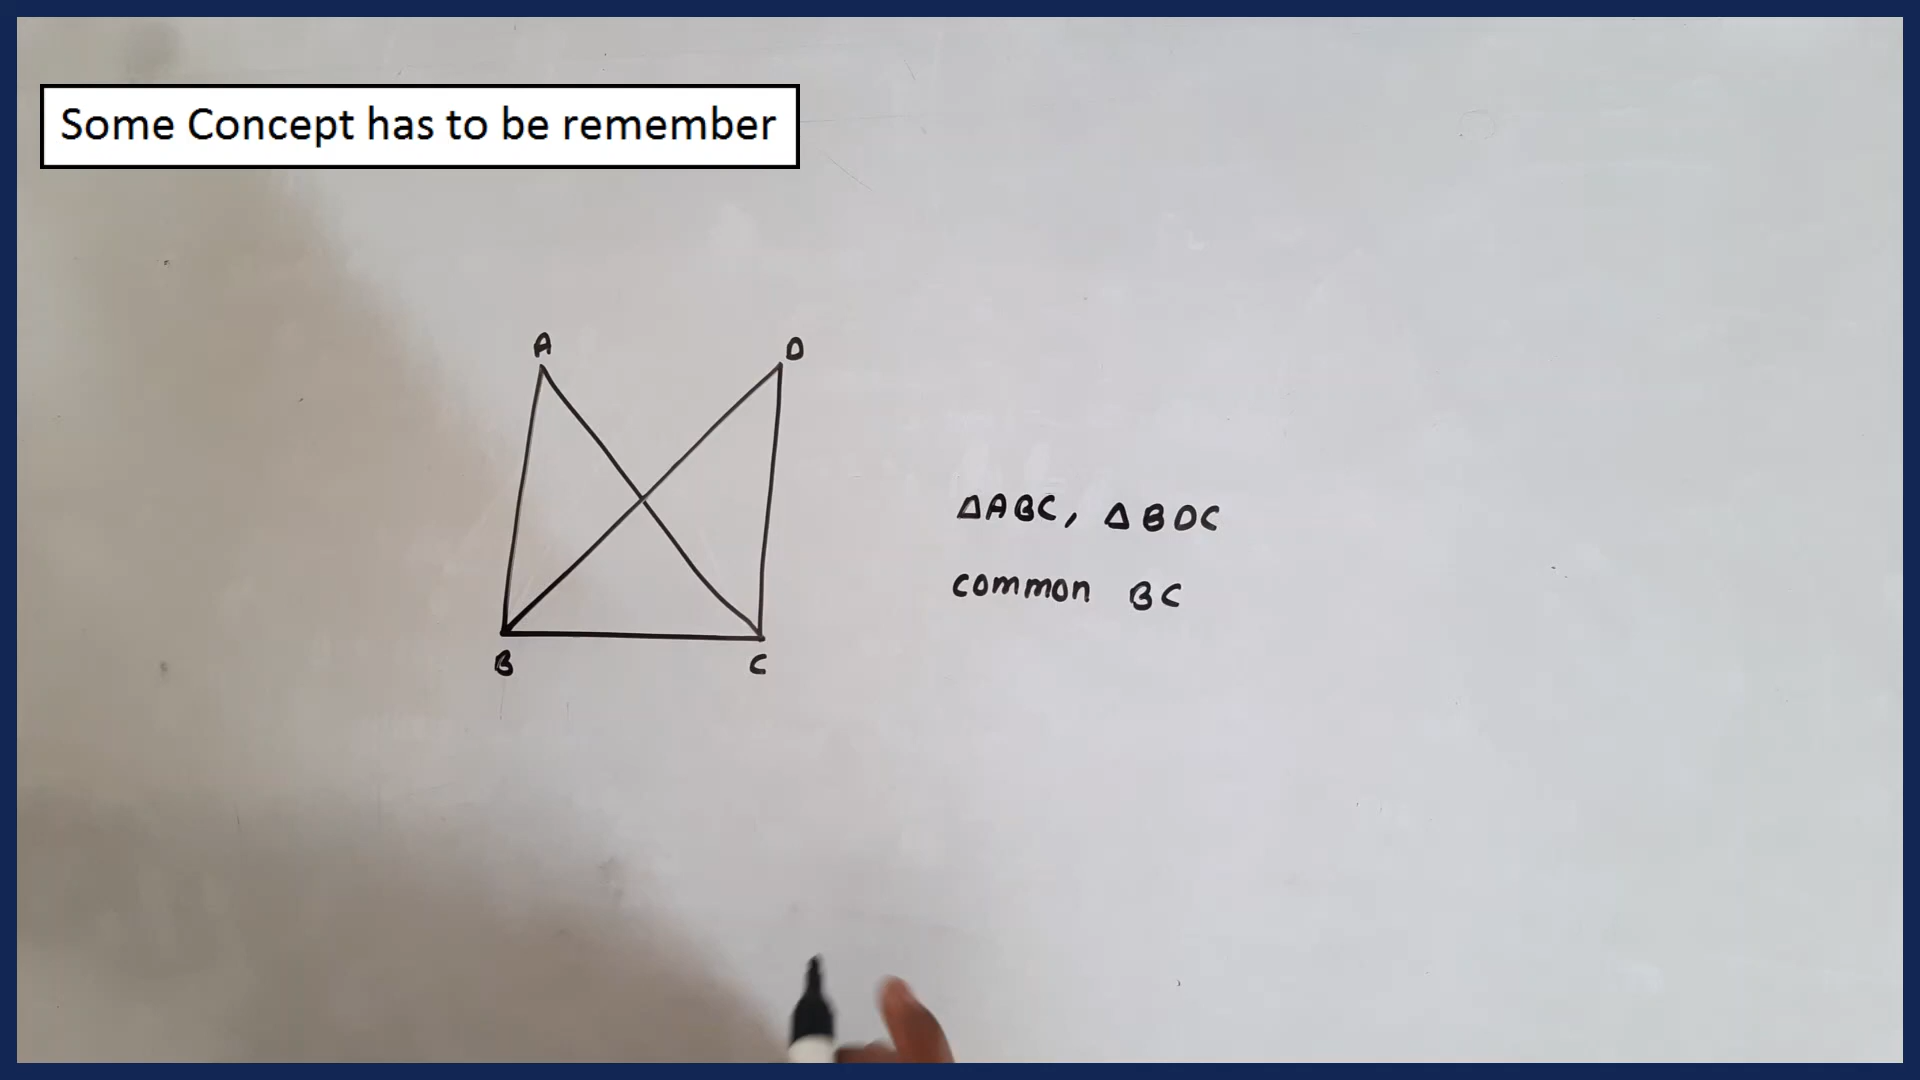 Some Concept has to be remember
A
D
ΔABC, ΔBDC
common BC
B
C